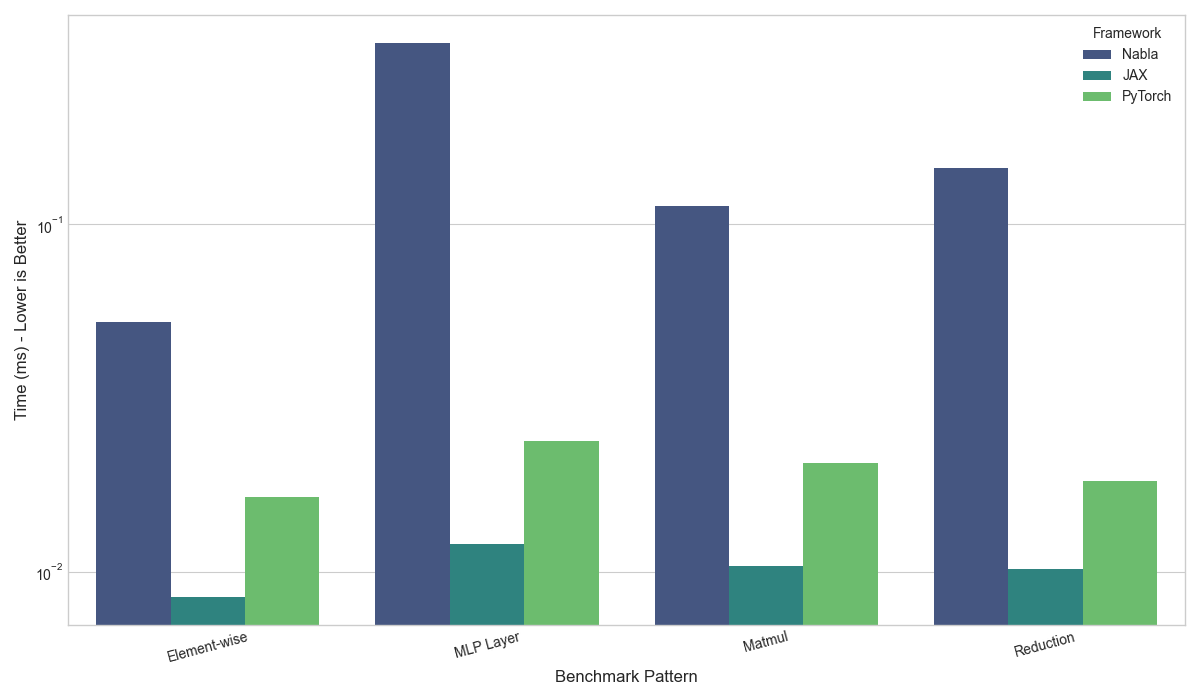 Framework
Nabla
JAX
PyTorch
Time (ms) - Lower is Better
10⁻¹
10⁻²
Element-wise
MLP Layer
Matmul
Reduction
Benchmark Pattern